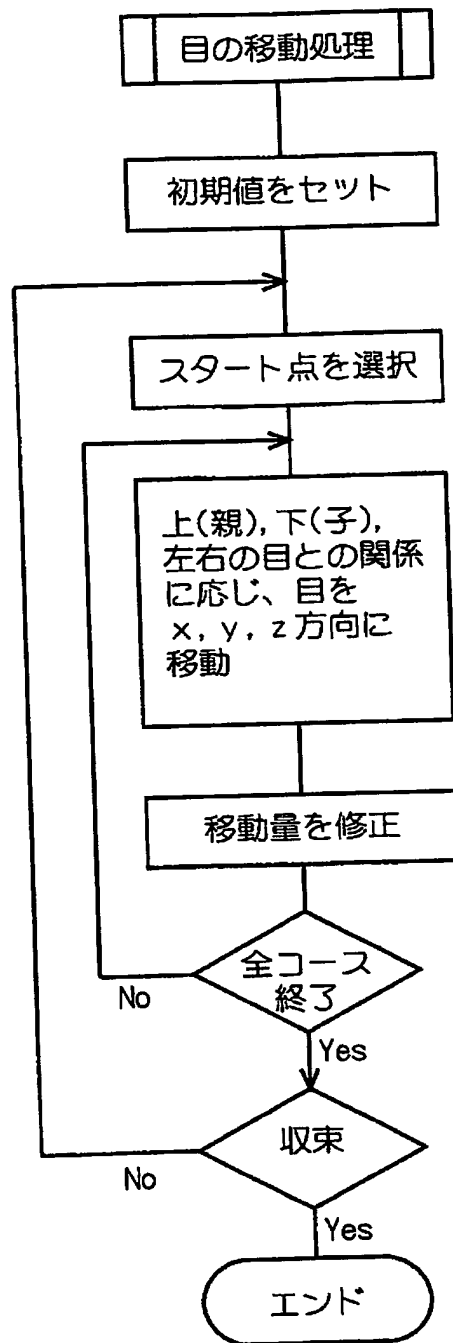 目の移動処理
初期値をセット
スタート点を選択
上(親),下(子),
左右の目との関係
に応じ、目を
x, y, z方向に
移動
移動量を修正
全コース
終了
No
Yes
収束
No
Yes
エンド